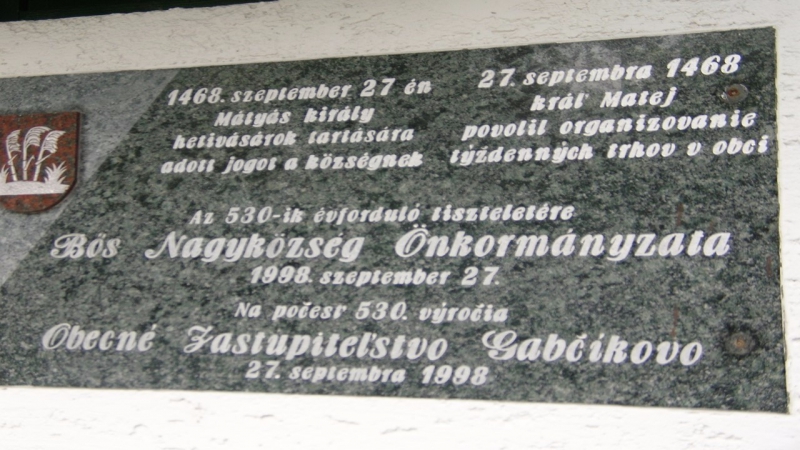 1468. szeptember 27 én
Mátyás király
hetivásárok tartására
adott jogot a községnek
27. septembra 1468
kráľ Matej
povolil organizovanie
týždenných trhov v obci
Az 530-ik évforduló tiszteletére
Bős Nagyközség Önkormányzata
1998. szeptember 27.
Na počesť 530. výročia
Obecné Zastupiteľstvo Gabčíkovo
27. septembra 1998